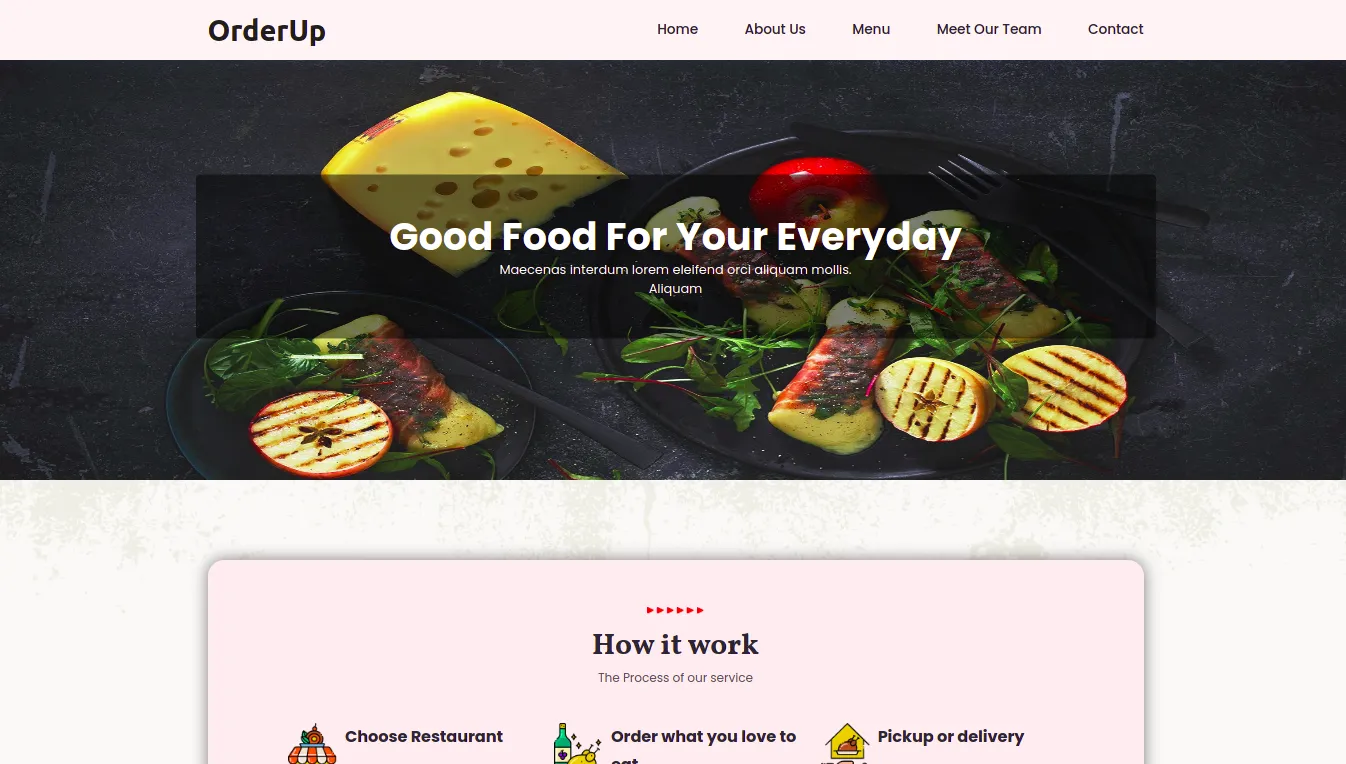 OrderUp
Home About Us Menu Meet Our Team Contact
Good Food For Your Everyday
Maecenas interdum lorem eleifend orci aliquam mollis.
Aliquam
How it work
The Process of our service
Choose Restaurant
Order what you love to
eat
Pickup or delivery